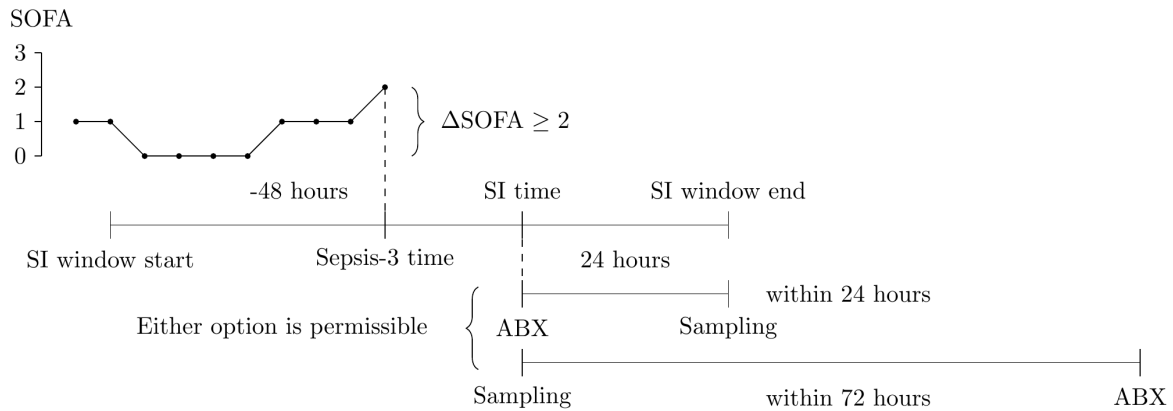 SOFA
3
2
1
0
ΔSOFA ≥ 2
-48 hours
SI time
SI window end
SI window start
Sepsis-3 time
24 hours
within 24 hours
Either option is permissible
ABX
Sampling
Sampling
within 72 hours
ABX